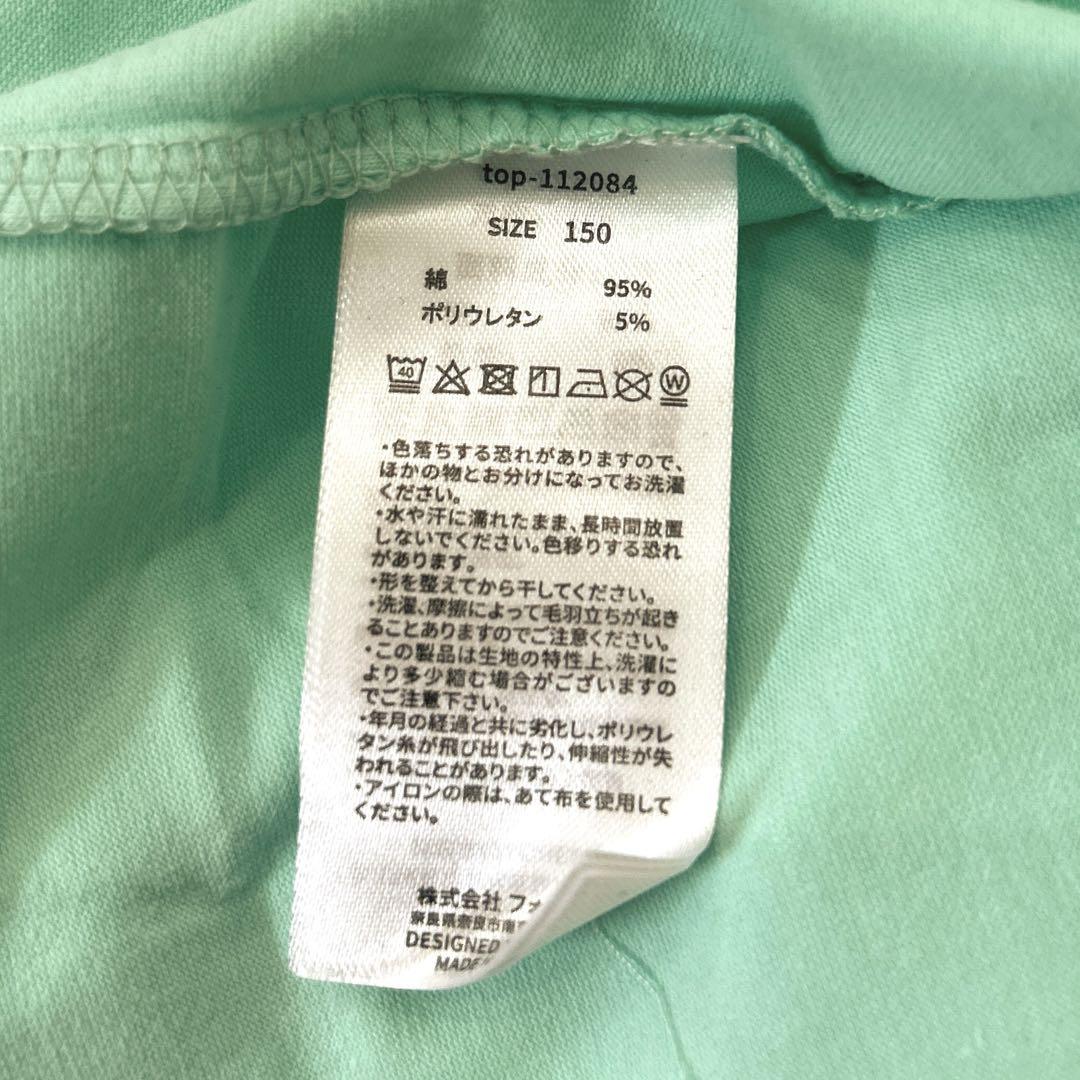 top-112084
SIZE 150
綿 95%
ポリウレタン 5%
40
W
・色落ちする恐れがありますので、
ほかの物とお分けになってお洗濯
ください。
・水や汗に濡れたまま、長時間放置
しないでください。色移りする恐れ
があります。
・形を整えてから干してください。
・洗濯、摩擦によって毛羽立ちが起き
ることありますのでご注意ください。
・この製品は生地の特性上、洗濯に
より多少縮む場合がございますの
でご注意下さい。
・年月の経過と共に劣化し、ポリウレ
タン糸が飛び出したり、伸縮性が失
われることがあります。
・アイロンの際は、あて布を使用して
ください。
株式会社 フォ
奈良県奈良市南
DESIGNED
MADE